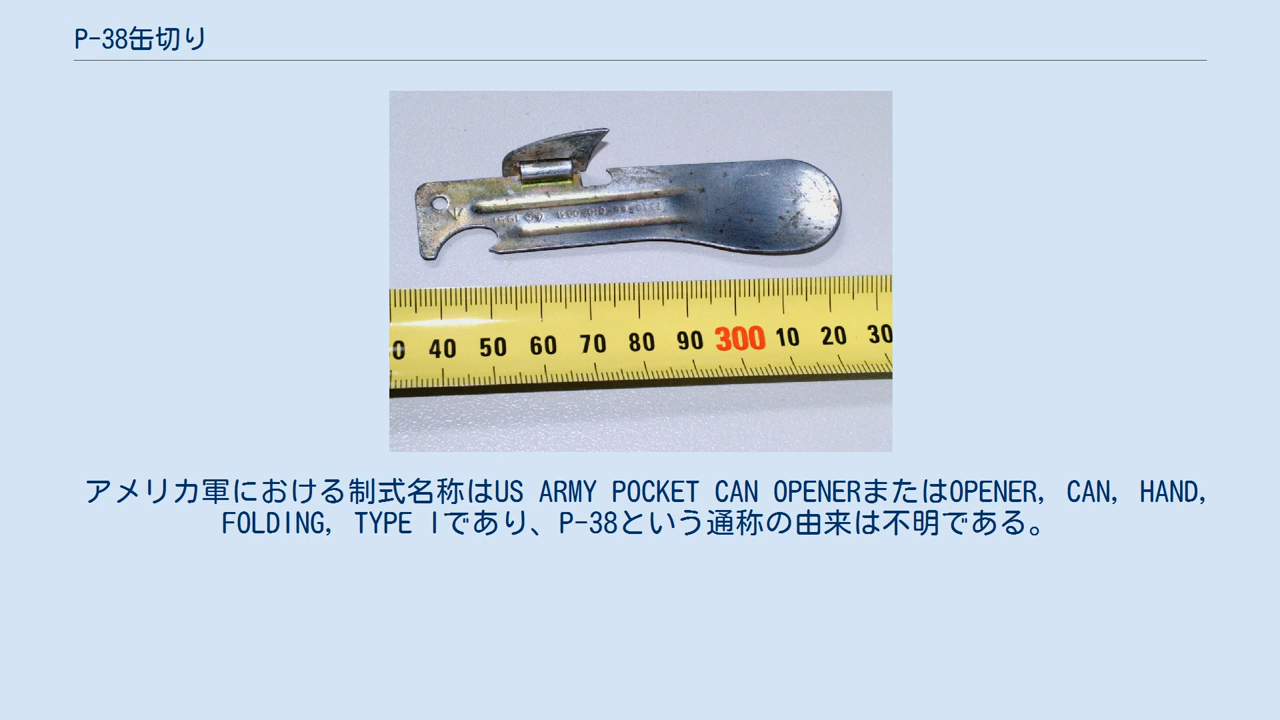 P-38缶切り
40 50 60 70 80 90 300 10 20 30
アメリカ軍における制式名称はUS ARMY POCKET CAN OPENERまたはOPENER, CAN, HAND,
FOLDING, TYPE Iであり、P-38という通称の由来は不明である。